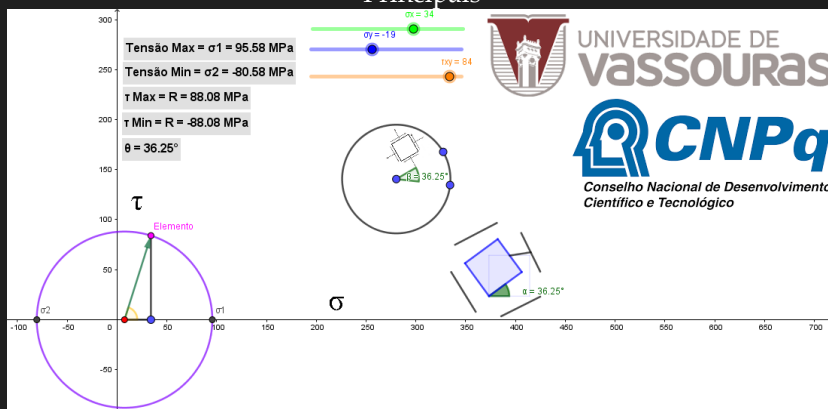 Principais
300
σx = 34
Tensão Max = σ1 = 95.58 MPa
σy = -19
Tensão Min = σ2 = -80.58 MPa
τxy = 84
τ Max = R = 88.08 MPa
τ Min = R = -88.08 MPa
θ = 36.25°
UNIVERSIDADE DE
VASSOURAS
CNPq
Conselho Nacional de Desenvolvimento
Científico e Tecnológico
200
150
100
50
-50
β = 36.25°
τ
Elemento
σ
α = 36.25°
σ2
σ1
-100 -50 0 50 100 150 200 250 300 350 400 450 500 550 600 650 700